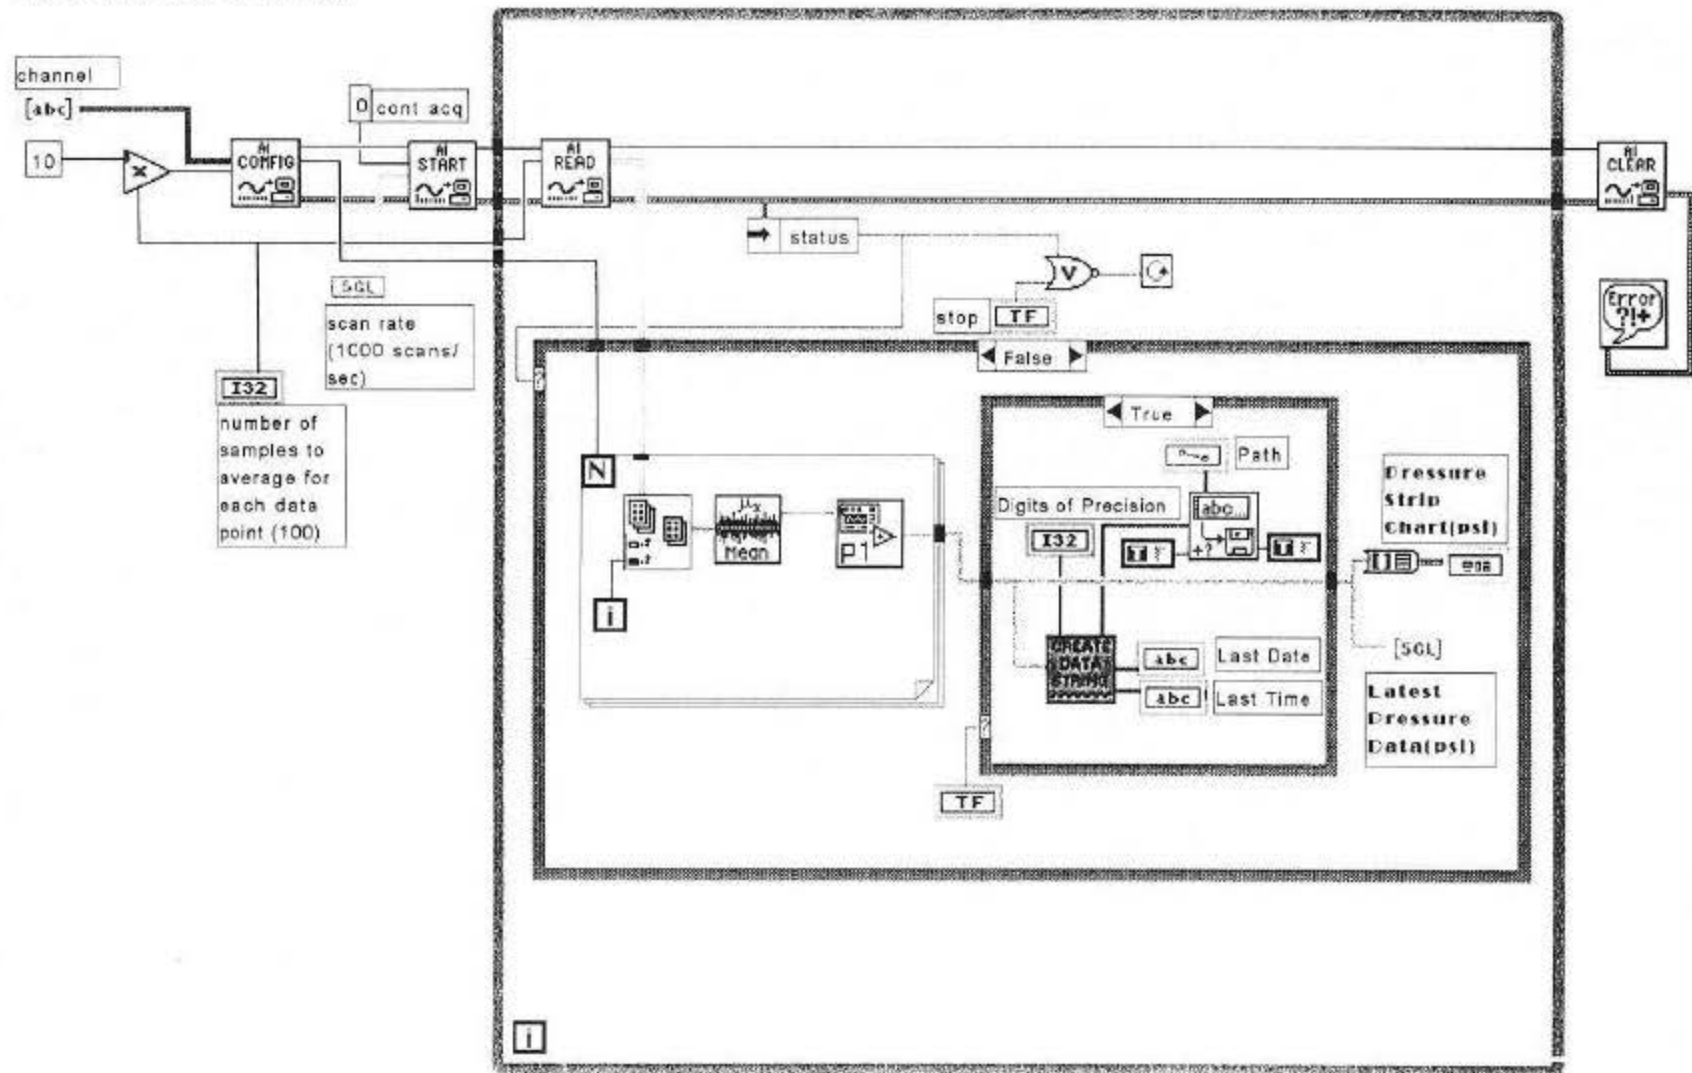 channel
[abc]
10
x
AI
CONFIG
0 cont acq
AI
START
AI
READ
AI
CLEAR
status
V
stop
TF
Error
?!+
[SGL]
scan rate
(1000 scans/
sec)
I32
number of
samples to
average for
each data
point (100)
False
?
True
N
i
μx
Mean
P1
Path
Digits of Precision
I32
abc...
+?
T
T
CREATE
DATA
STRING
abc
Last Date
abc
Last Time
?
TF
Pressure
Strip
Chart(psi)
[SGL]
Latest
Pressure
Data(psi)
i